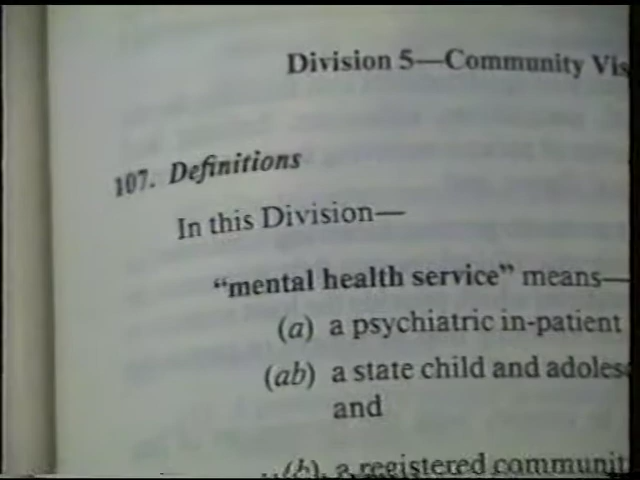 Division 5—Community Vis
107. Definitions
In this Division—
“mental health service” means—
(a) a psychiatric in-patient
(ab) a state child and adoles
and
(b) a registered communit